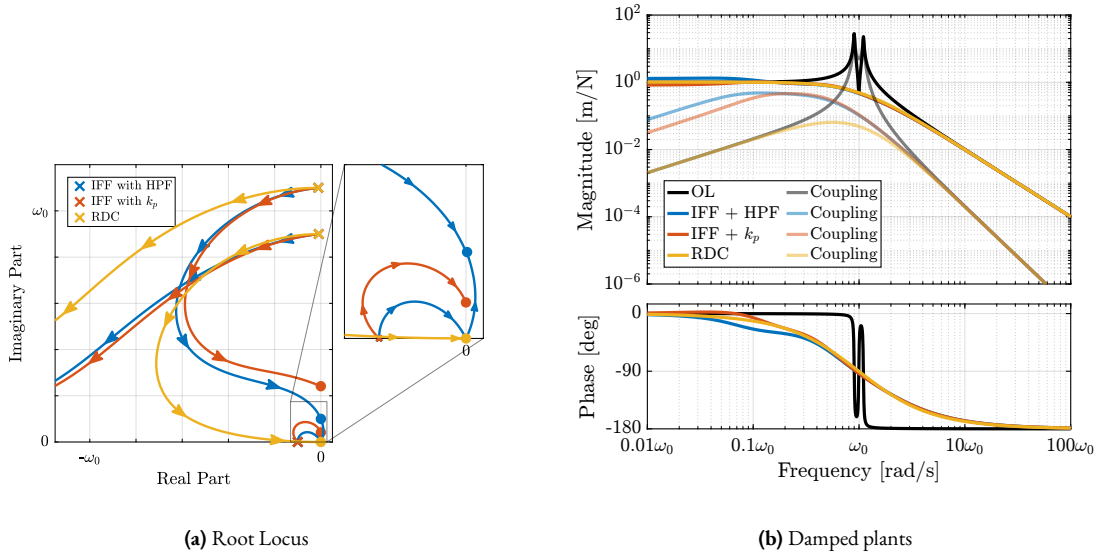 ω₀
0
Imaginary Part
IFF with HPF
IFF with kₚ
RDC
-ω₀
0
Real Part
0
(a) Root Locus
10²
10⁰
10⁻²
10⁻⁴
10⁻⁶
Magnitude [m/N]
OL
IFF + HPF
IFF + kₚ
RDC
Coupling
Coupling
Coupling
Coupling
0
-90
-180
Phase [deg]
0.01ω₀
0.1ω₀
ω₀
10ω₀
100ω₀
Frequency [rad/s]
(b) Damped plants